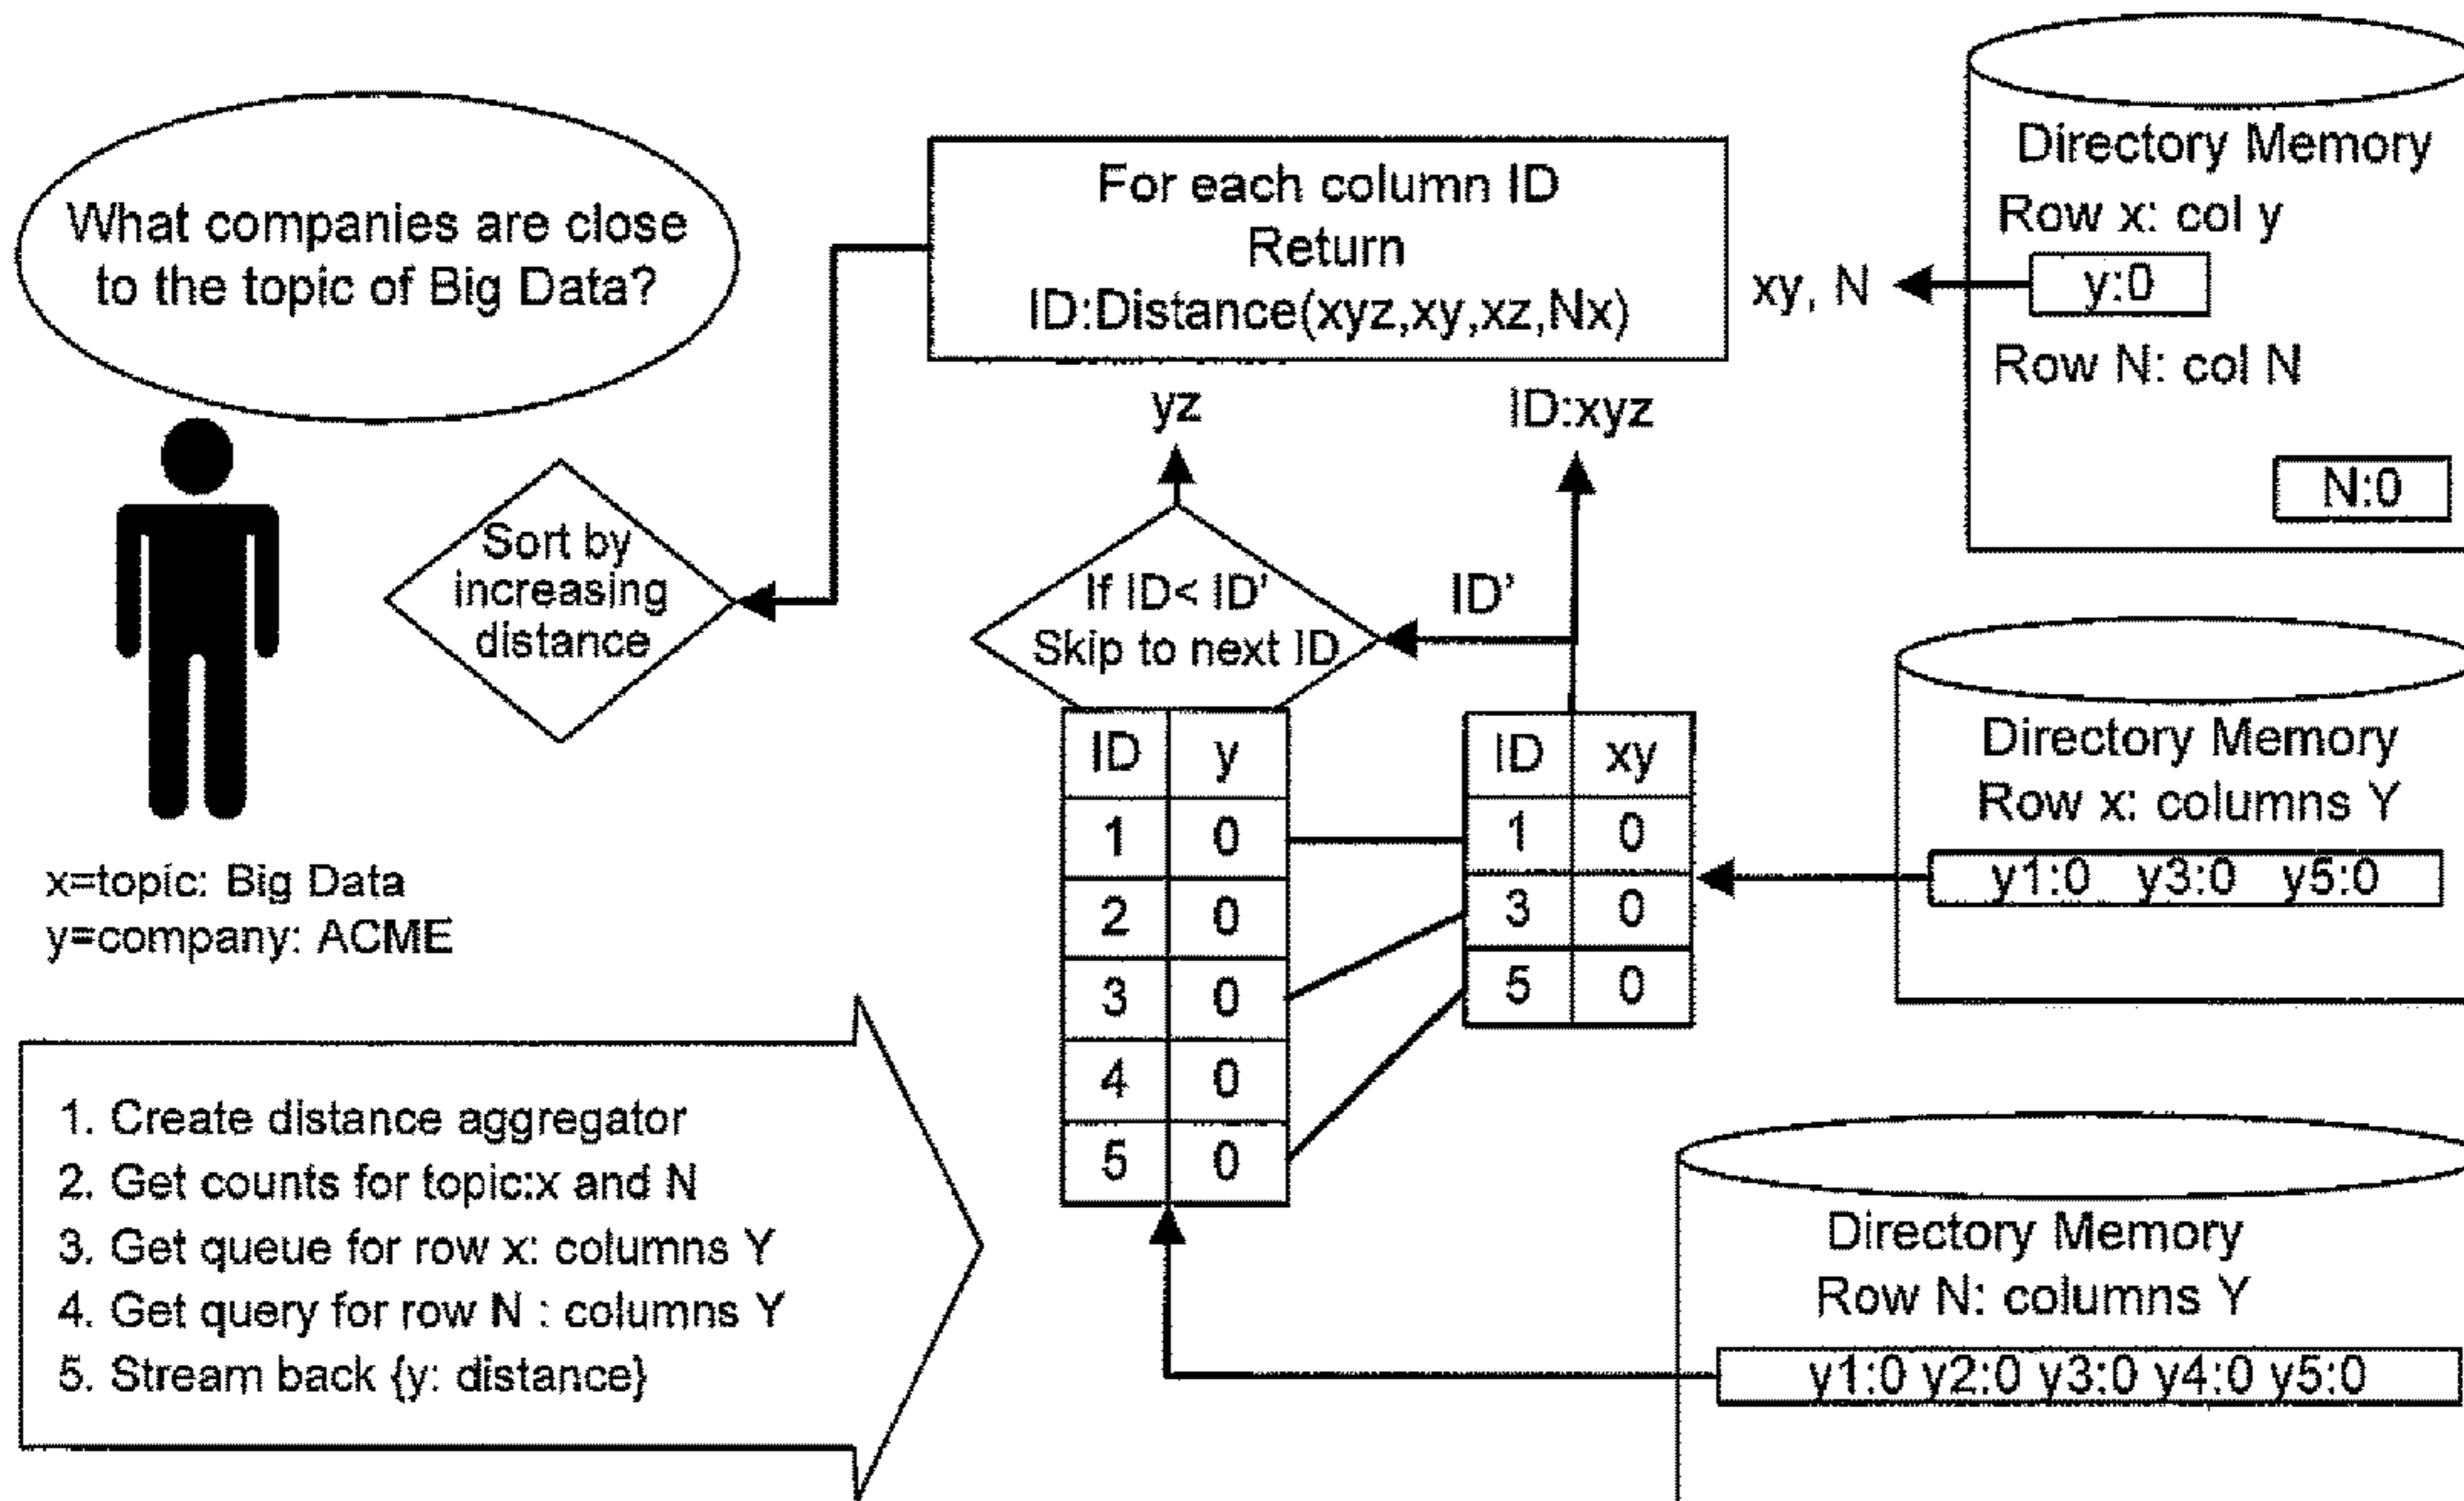 What companies are close
to the topic of Big Data?
For each column ID
Return
ID:Distance(xyz,xy,xz,Nx)
Directory Memory
Row x: col y
xy, N
y:0
Row N: col N
N:0
yz
ID:xyz
Sort by
increasing
distance
If ID< ID'
Skip to next ID
ID'
ID y
1 0
2 0
3 0
4 0
5 0
ID xy
1 0
3 0
5 0
Directory Memory
Row x: columns Y
y1:0 y3:0 y5:0
x=topic: Big Data
y=company: ACME
1. Create distance aggregator
2. Get counts for topic:x and N
3. Get queue for row x: columns Y
4. Get query for row N : columns Y
5. Stream back {y: distance}
Directory Memory
Row N: columns Y
y1:0 y2:0 y3:0 y4:0 y5:0